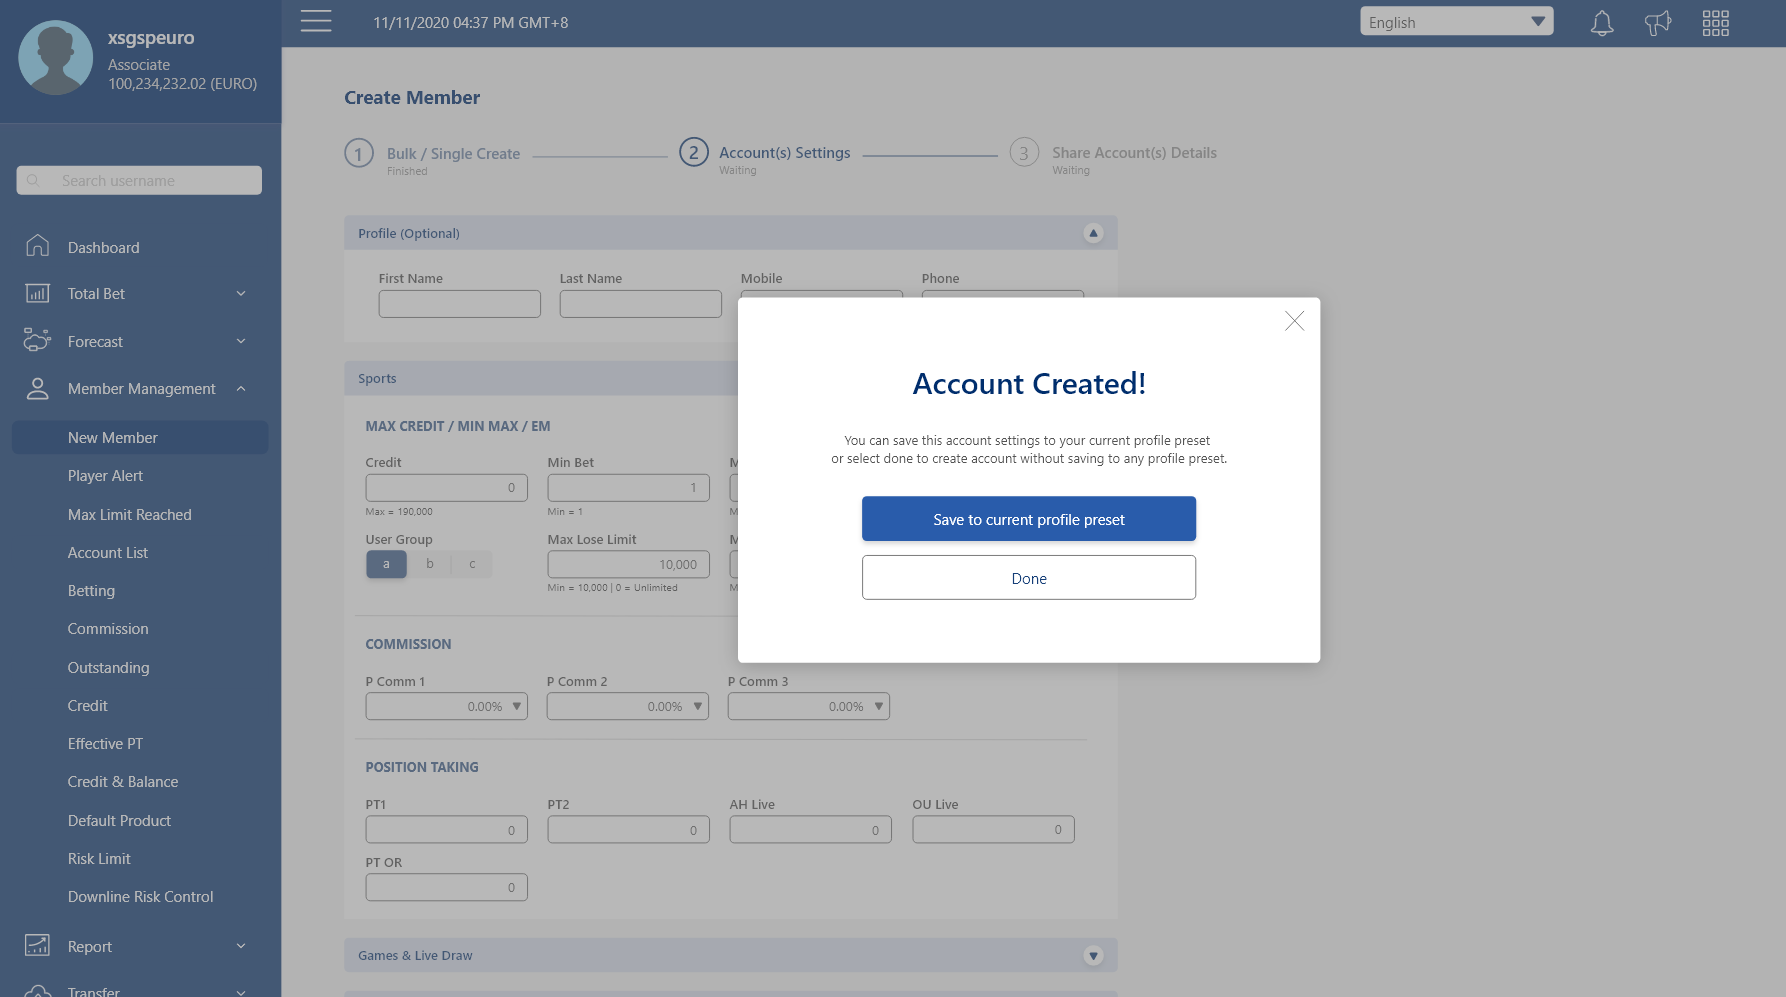 xsgspeuro
Associate
100,234,232.02 (EURO)
11/11/2020 04:37 PM GMT+8
English
Search username
Dashboard
Total Bet
Forecast
Member Management
New Member
Player Alert
Max Limit Reached
Account List
Betting
Commission
Outstanding
Credit
Effective PT
Credit & Balance
Default Product
Risk Limit
Downline Risk Control
Report
Transfer
Create Member
1 Bulk / Single Create
Finished
2 Account(s) Settings
Waiting
3 Share Account(s) Details
Waiting
Profile (Optional)
First Name Last Name Mobile Phone
Sports
MAX CREDIT / MIN MAX / EM
Credit Min Bet M
0 1
Max = 190,000 Min = 1 M
User Group Max Lose Limit M
a b c 10,000
Min = 10,000 | 0 = Unlimited M
COMMISSION
P Comm 1 P Comm 2 P Comm 3
0.00% 0.00% 0.00%
POSITION TAKING
PT1 PT2 AH Live OU Live
0 0 0 0
PT OR
0
Games & Live Draw
Account Created!
You can save this account settings to your current profile preset
or select done to create account without saving to any profile preset.
Save to current profile preset
Done